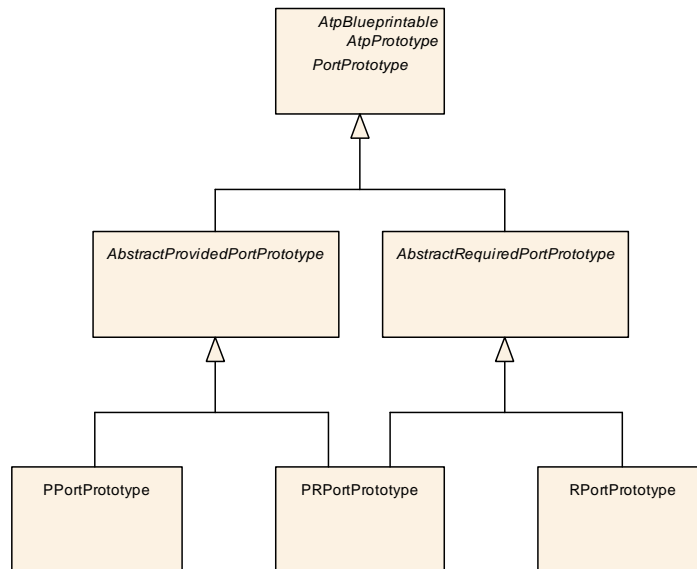 AtpBlueprintable
AtpPrototype
PortPrototype
AbstractProvidedPortPrototype
AbstractRequiredPortPrototype
PPortPrototype
PRPortPrototype
RPortPrototype